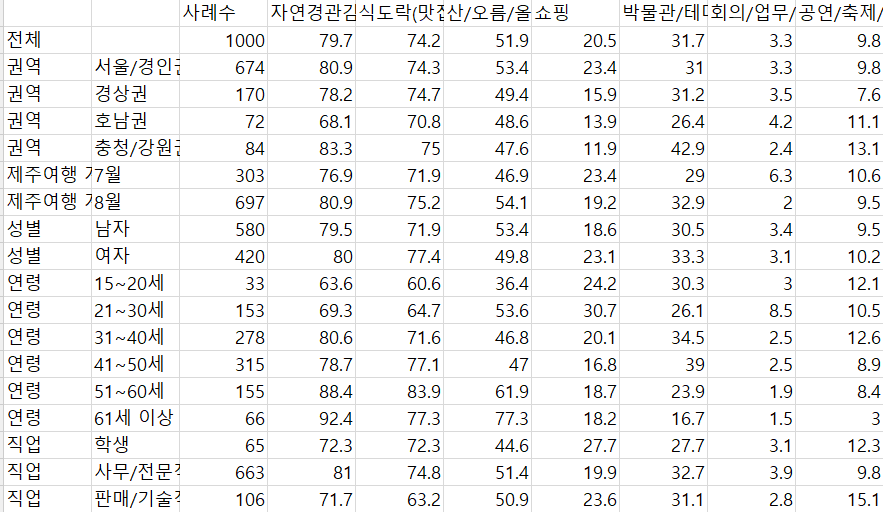 사례수 자연경관감 식도락(맛집 산/오름/올 쇼핑 박물관/테마 회의/업무/ 공연/축제/
전체 1000 79.7 74.2 51.9 20.5 31.7 3.3 9.8
권역 서울/경인권 674 80.9 74.3 53.4 23.4 31 3.3 9.8
권역 경상권 170 78.2 74.7 49.4 15.9 31.2 3.5 7.6
권역 호남권 72 68.1 70.8 48.6 13.9 26.4 4.2 11.1
권역 충청/강원권 84 83.3 75 47.6 11.9 42.9 2.4 13.1
제주여행 기 7월 303 76.9 71.9 46.9 23.4 29 6.3 10.6
제주여행 기 8월 697 80.9 75.2 54.1 19.2 32.9 2 9.5
성별 남자 580 79.5 71.9 53.4 18.6 30.5 3.4 9.5
성별 여자 420 80 77.4 49.8 23.1 33.3 3.1 10.2
연령 15~20세 33 63.6 60.6 36.4 24.2 30.3 3 12.1
연령 21~30세 153 69.3 64.7 53.6 30.7 26.1 8.5 10.5
연령 31~40세 278 80.6 71.6 46.8 20.1 34.5 2.5 12.6
연령 41~50세 315 78.7 77.1 47 16.8 39 2.5 8.9
연령 51~60세 155 88.4 83.9 61.9 18.7 23.9 1.9 8.4
연령 61세 이상 66 92.4 77.3 77.3 18.2 16.7 1.5 3
직업 학생 65 72.3 72.3 44.6 27.7 27.7 3.1 12.3
직업 사무/전문직 663 81 74.8 51.4 19.9 32.7 3.9 9.8
직업 판매/기술직 106 71.7 63.2 50.9 23.6 31.1 2.8 15.1